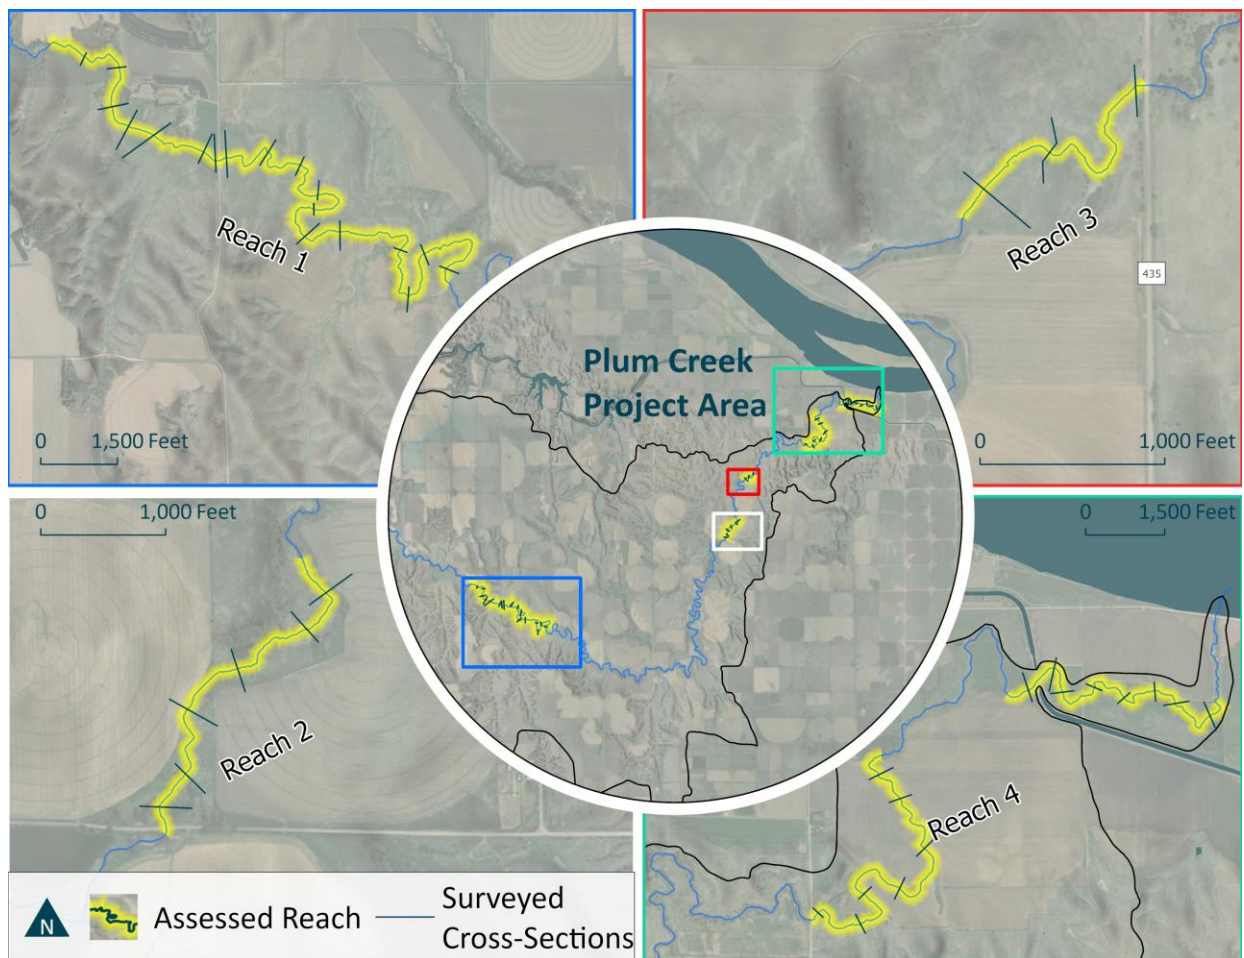 Reach 1
0 1,500 Feet
Reach 3
435
0 1,000 Feet
Plum Creek
Project Area
0 1,000 Feet
Reach 2
0 1,500 Feet
Reach 4
N
Assessed Reach
Surveyed
Cross-Sections